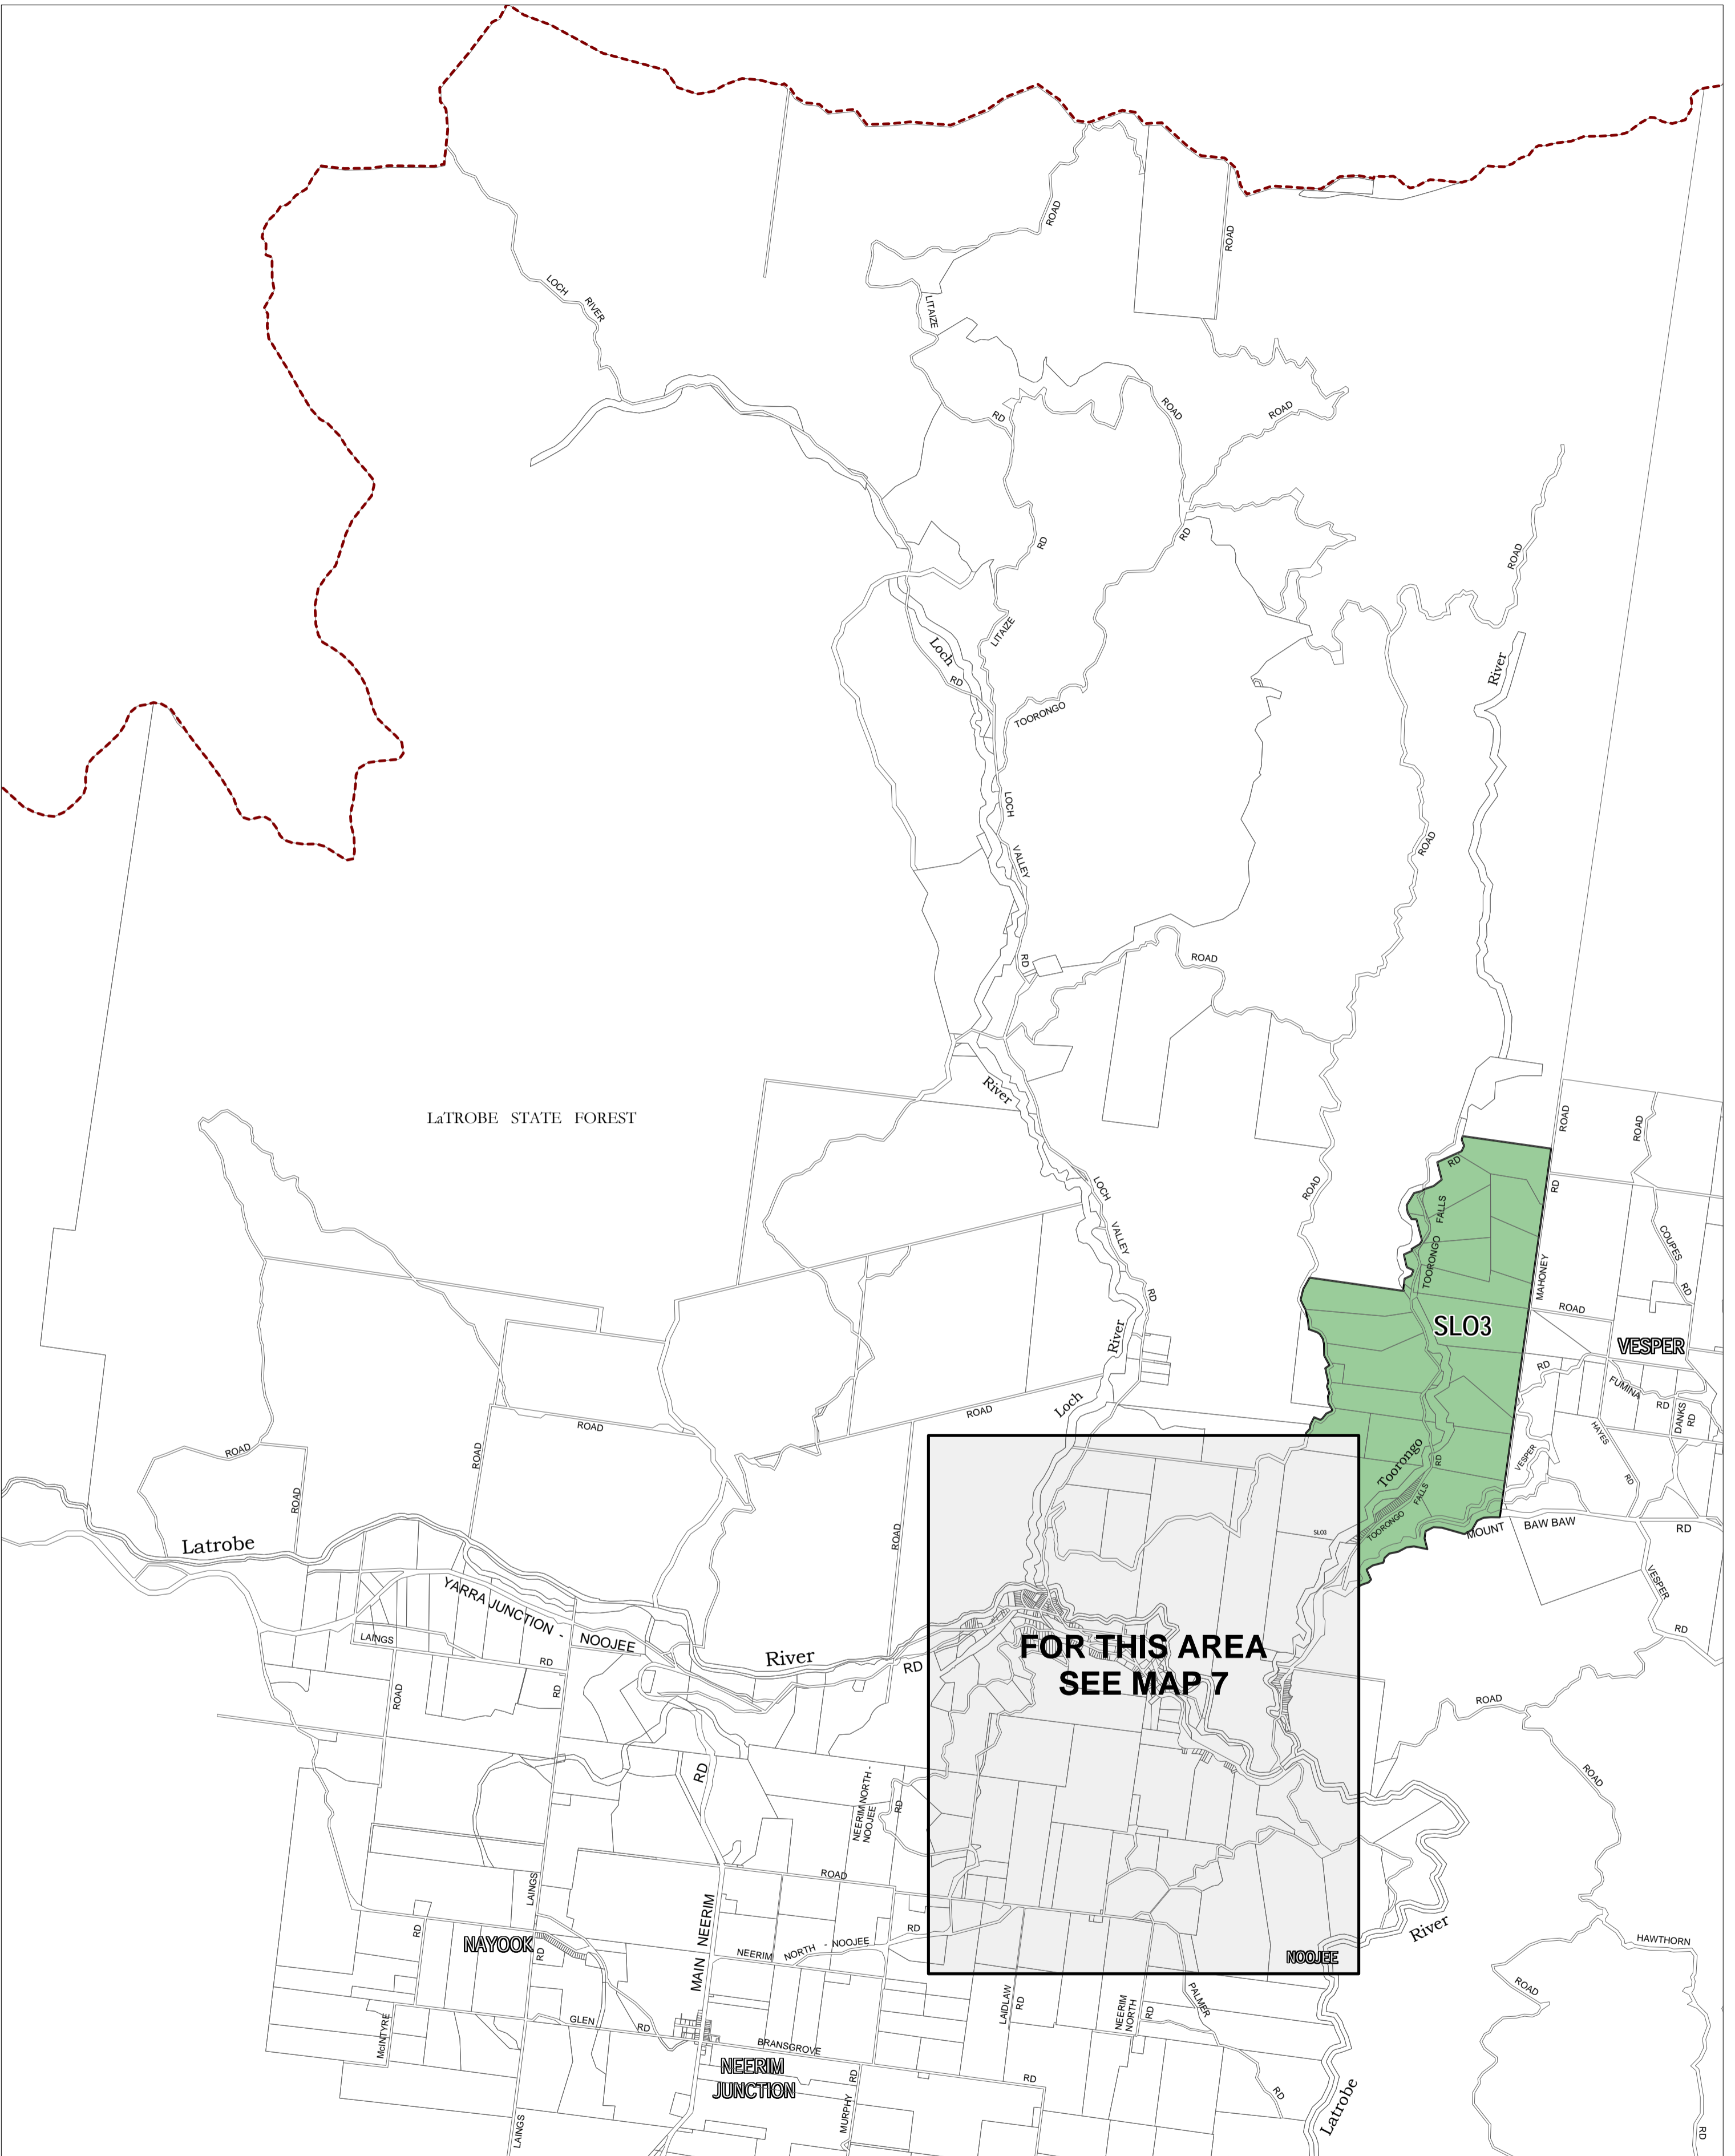 ROAD
ROAD
LOCH
RIVER
LITAIZE
RD
ROAD
ROAD
RD
RD
ROAD
LITAIZE
Loch
RD
River
TOORONGO
LOCH
VALLEY
ROAD
RD
ROAD
River
LaTROBE STATE FOREST
ROAD
ROAD
RD
ROAD
RD
LOCH
VALLEY
RD
FALLS
TOORONGO
COUPES
RD
MAHONEY
ROAD
SLO3
VESPER
River
Loch
RD
FUMINA
RD
DANKS
RD
HAYES
RD
VESPER
ROAD
ROAD
ROAD
ROAD
ROAD
ROAD
Toorongo
RD
FALLS
TOORONGO
SLO3
MOUNT BAW BAW RD
VESPER
RD
Latrobe
YARRA JUNCTION - NOOJEE
River
RD
ROAD
LAINGS
RD
RD
ROAD
FOR THIS AREA
SEE MAP 7
ROAD
ROAD
RD
NEERIM NORTH -
NOOJEE
RD
ROAD
LAINGS
RD
RD
NAYOOK
MAIN NEERIM
NEERIM NORTH - NOOJEE
RD
NOOJEE
River
HAWTHORN
ROAD
RD
McINTYRE
GLEN
RD
BRANSGROVE
RD
LAIDLAW
RD
NEERIM
NORTH
RD
PALMER
RD
NEERIM
JUNCTION
MURPHY
RD
LAINGS
Latrobe